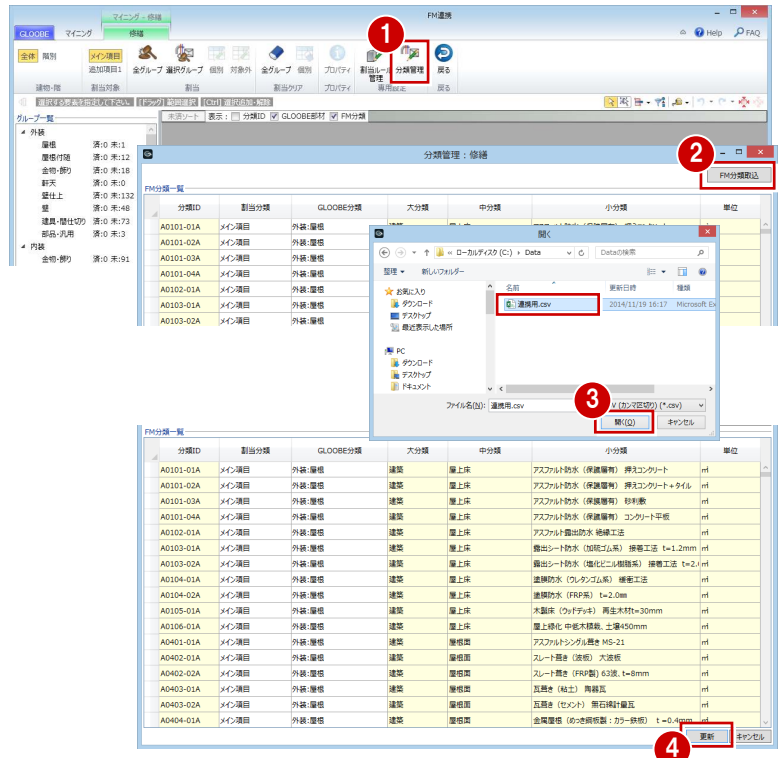 マイニング - 修繕
FM連携
GLOOBE マイニング 修繕
Help FAQ
全体 階別
メイン項目
追加項目1
全グループ 選択グループ 個別 対象外 全グループ 個別 プロパティ 割当ルール管理 分類管理 戻る
建物・階 割当対象 割当 割当クリア プロパティ 専用設定 戻る
選択する要素を指定して下さい。 [ドラッグ] 範囲選択 [Ctrl] 選択追加・解除
グループ一覧
未済ソート 表示： 分類ID GLOOBE部材 FM分類
外装
屋根 済:0 未:1
屋根付随 済:0 未:12
金物・飾り 済:0 未:18
軒天 済:0 未:0
壁仕上 済:0 未:132
壁 済:0 未:48
建具・間仕切り 済:0 未:73
部品・汎用 済:0 未:3
内装
金物・飾り 済:0 未:91
1
2
分類管理：修繕
FM分類取込
FM分類一覧
分類ID 割当分類 GLOOBE分類 大分類 中分類 小分類 単位
A0101-01A メイン項目 外装:屋根
A0101-02A メイン項目 外装:屋根
A0101-03A メイン項目 外装:屋根
A0101-04A メイン項目 外装:屋根
A0102-01A メイン項目 外装:屋根
A0103-01A メイン項目 外装:屋根
A0103-02A メイン項目 外装:屋根
開く
« ローカルディスク (C:) › Data Dataの検索
整理 新しいフォルダー
お気に入り
ダウンロード
デスクトップ
最近表示した場所
PC
ダウンロード
デスクトップ
ドキュメント
名前 更新日時 種類
連携用.csv 2014/11/19 16:17 Microsoft Ex
ファイル名(N): 連携用.csv V (カンマ区切り) (*.csv)
3
開く(O) キャンセル
FM分類一覧
分類ID 割当分類 GLOOBE分類 大分類 中分類 小分類 単位
A0101-01A メイン項目 外装:屋根 建築 屋上床 アスファルト防水（保護層有） 押えコンクリート ㎡
A0101-02A メイン項目 外装:屋根 建築 屋上床 アスファルト防水（保護層有） 押えコンクリート+タイル ㎡
A0101-03A メイン項目 外装:屋根 建築 屋上床 アスファルト防水（保護層有） 砂利敷 ㎡
A0101-04A メイン項目 外装:屋根 建築 屋上床 アスファルト防水（保護層有） コンクリート平板 ㎡
A0102-01A メイン項目 外装:屋根 建築 屋上床 アスファルト露出防水 絶縁工法 ㎡
A0103-01A メイン項目 外装:屋根 建築 屋上床 露出シート防水（加硫ゴム系） 接着工法 t=1.2mm ㎡
A0103-02A メイン項目 外装:屋根 建築 屋上床 露出シート防水（塩化ビニル樹脂系） 接着工法 t=2. ㎡
A0104-01A メイン項目 外装:屋根 建築 屋上床 塗膜防水（ウレタンゴム系） 緩衝工法 ㎡
A0104-02A メイン項目 外装:屋根 建築 屋上床 塗膜防水（FRP系） t=2.0㎜ ㎡
A0105-01A メイン項目 外装:屋根 建築 屋上床 木製床（ウッドデッキ） 再生木材t=30mm ㎡
A0106-01A メイン項目 外装:屋根 建築 屋上床 屋上緑化 中低木積栽、土壌450mm ㎡
A0401-01A メイン項目 外装:屋根 建築 屋根面 アスファルトシングル葺き MS-21 ㎡
A0402-01A メイン項目 外装:屋根 建築 屋根面 スレート葺き（波板） 大波板 ㎡
A0402-02A メイン項目 外装:屋根 建築 屋根面 スレート葺き（FRP製) 63波、t=8mm ㎡
A0403-01A メイン項目 外装:屋根 建築 屋根面 瓦葺き（粘土） 陶器瓦 ㎡
A0403-02A メイン項目 外装:屋根 建築 屋根面 瓦葺き（セメント） 無石綿計量瓦 ㎡
A0404-01A メイン項目 外装:屋根 建築 屋根面 金属屋根（めっき鋼板製：カラー鉄板） t =0.4mm ㎡
4
更新 キャンセル